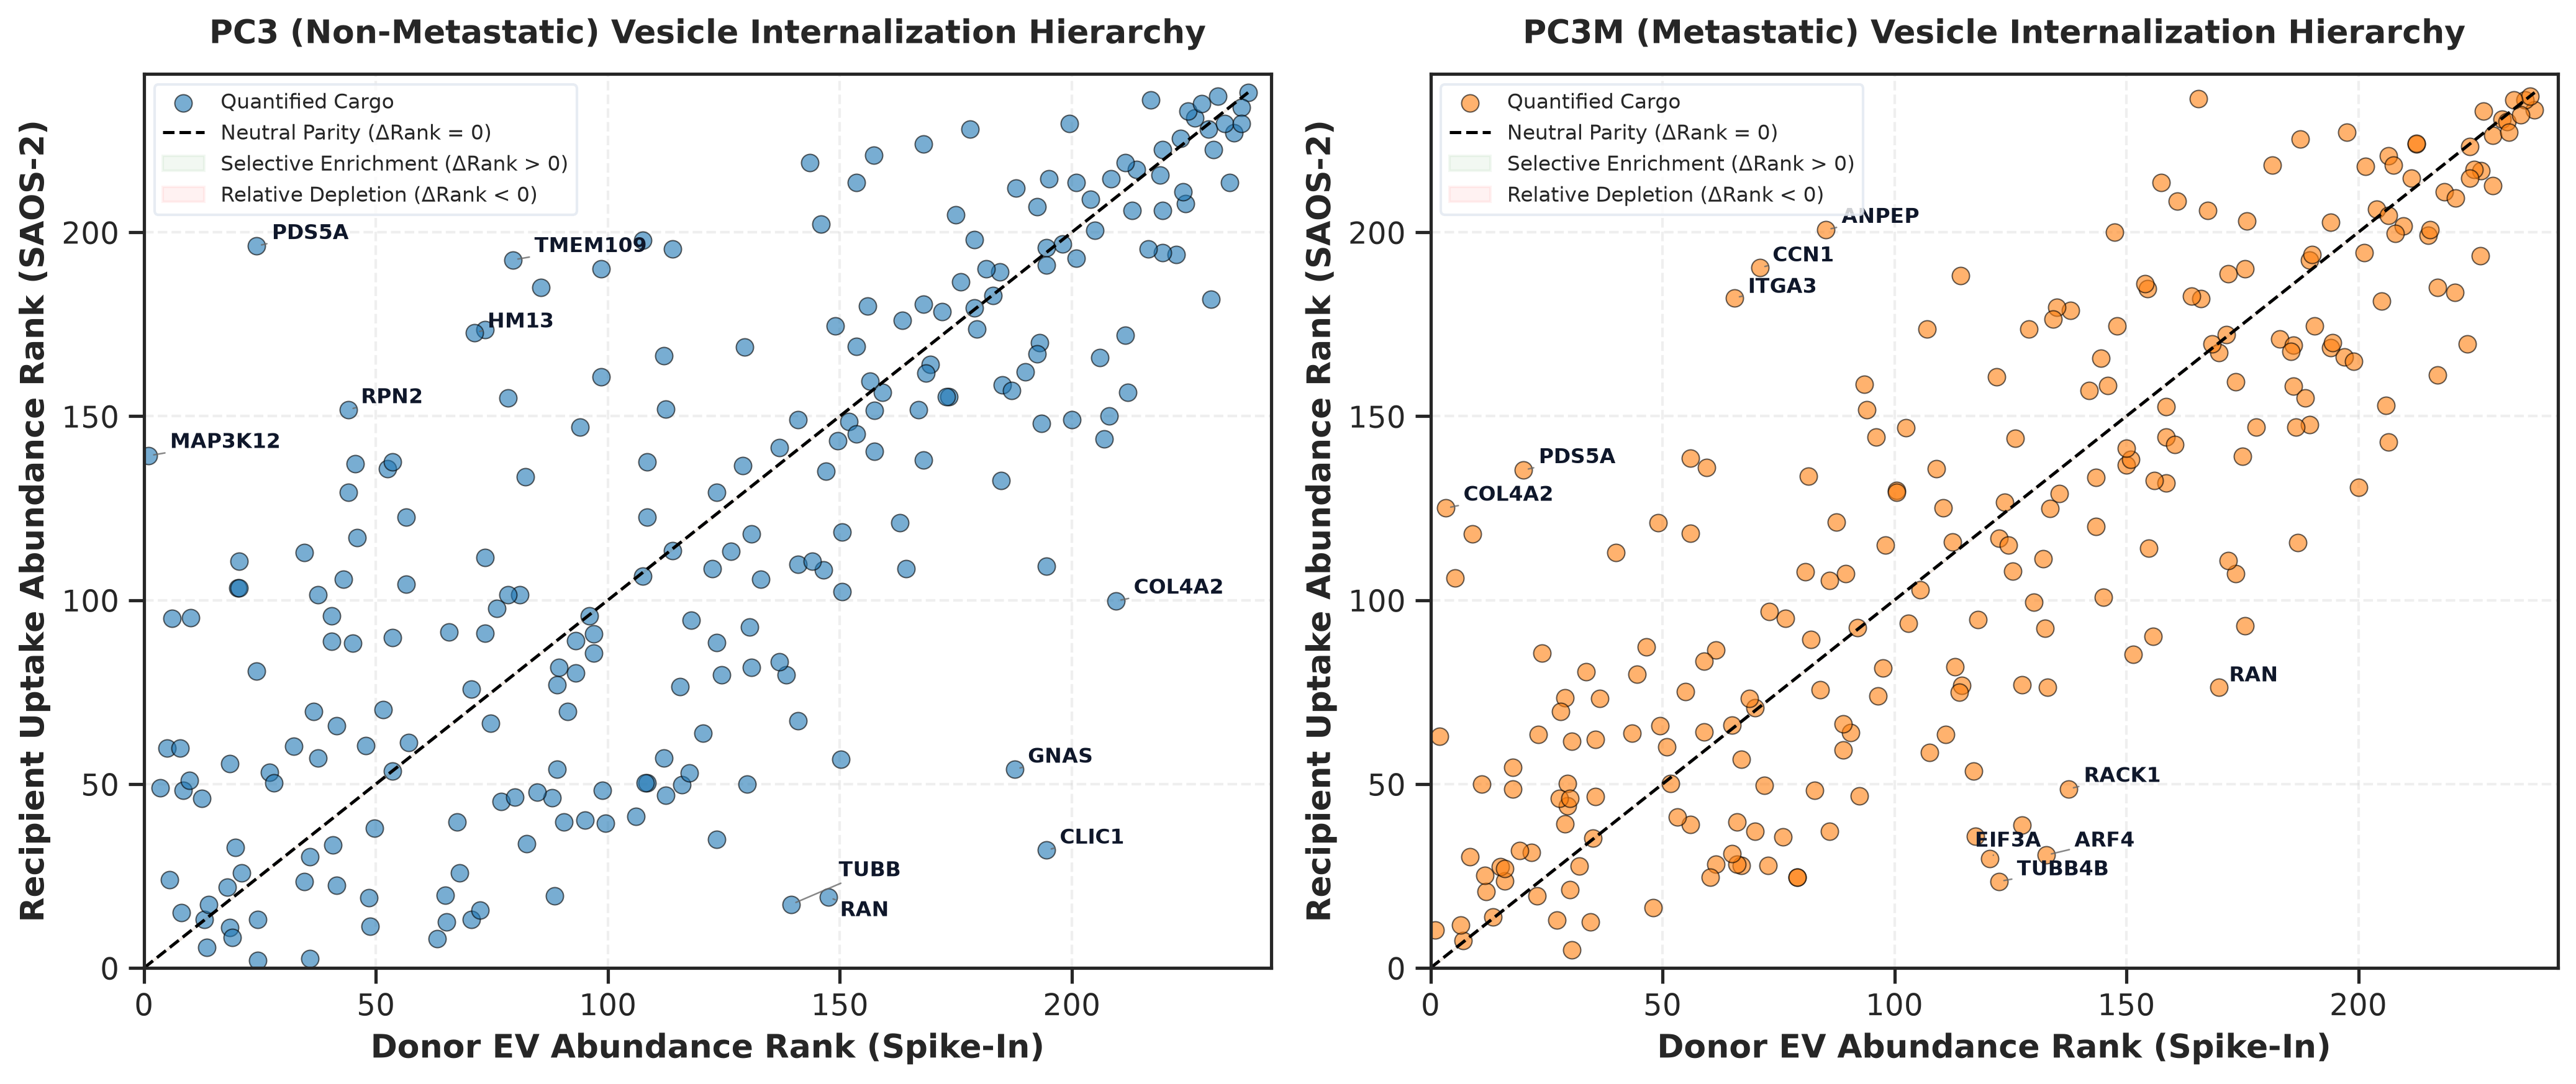 PC3 (Non-Metastatic) Vesicle Internalization Hierarchy
Quantified Cargo
Neutral Parity (ΔRank = 0)
Selective Enrichment (ΔRank > 0)
Relative Depletion (ΔRank < 0)
PDS5A
TMEM109
HM13
RPN2
MAP3K12
COL4A2
GNAS
CLIC1
TUBB
RAN
200
150
100
50
0
0 50 100 150 200
Recipient Uptake Abundance Rank (SAOS-2)
Donor EV Abundance Rank (Spike-In)
PC3M (Metastatic) Vesicle Internalization Hierarchy
Quantified Cargo
Neutral Parity (ΔRank = 0)
Selective Enrichment (ΔRank > 0)
Relative Depletion (ΔRank < 0)
ANPEP
CCN1
ITGA3
PDS5A
COL4A2
RAN
RACK1
EIF3A
ARF4
TUBB4B
200
150
100
50
0
0 50 100 150 200
Recipient Uptake Abundance Rank (SAOS-2)
Donor EV Abundance Rank (Spike-In)